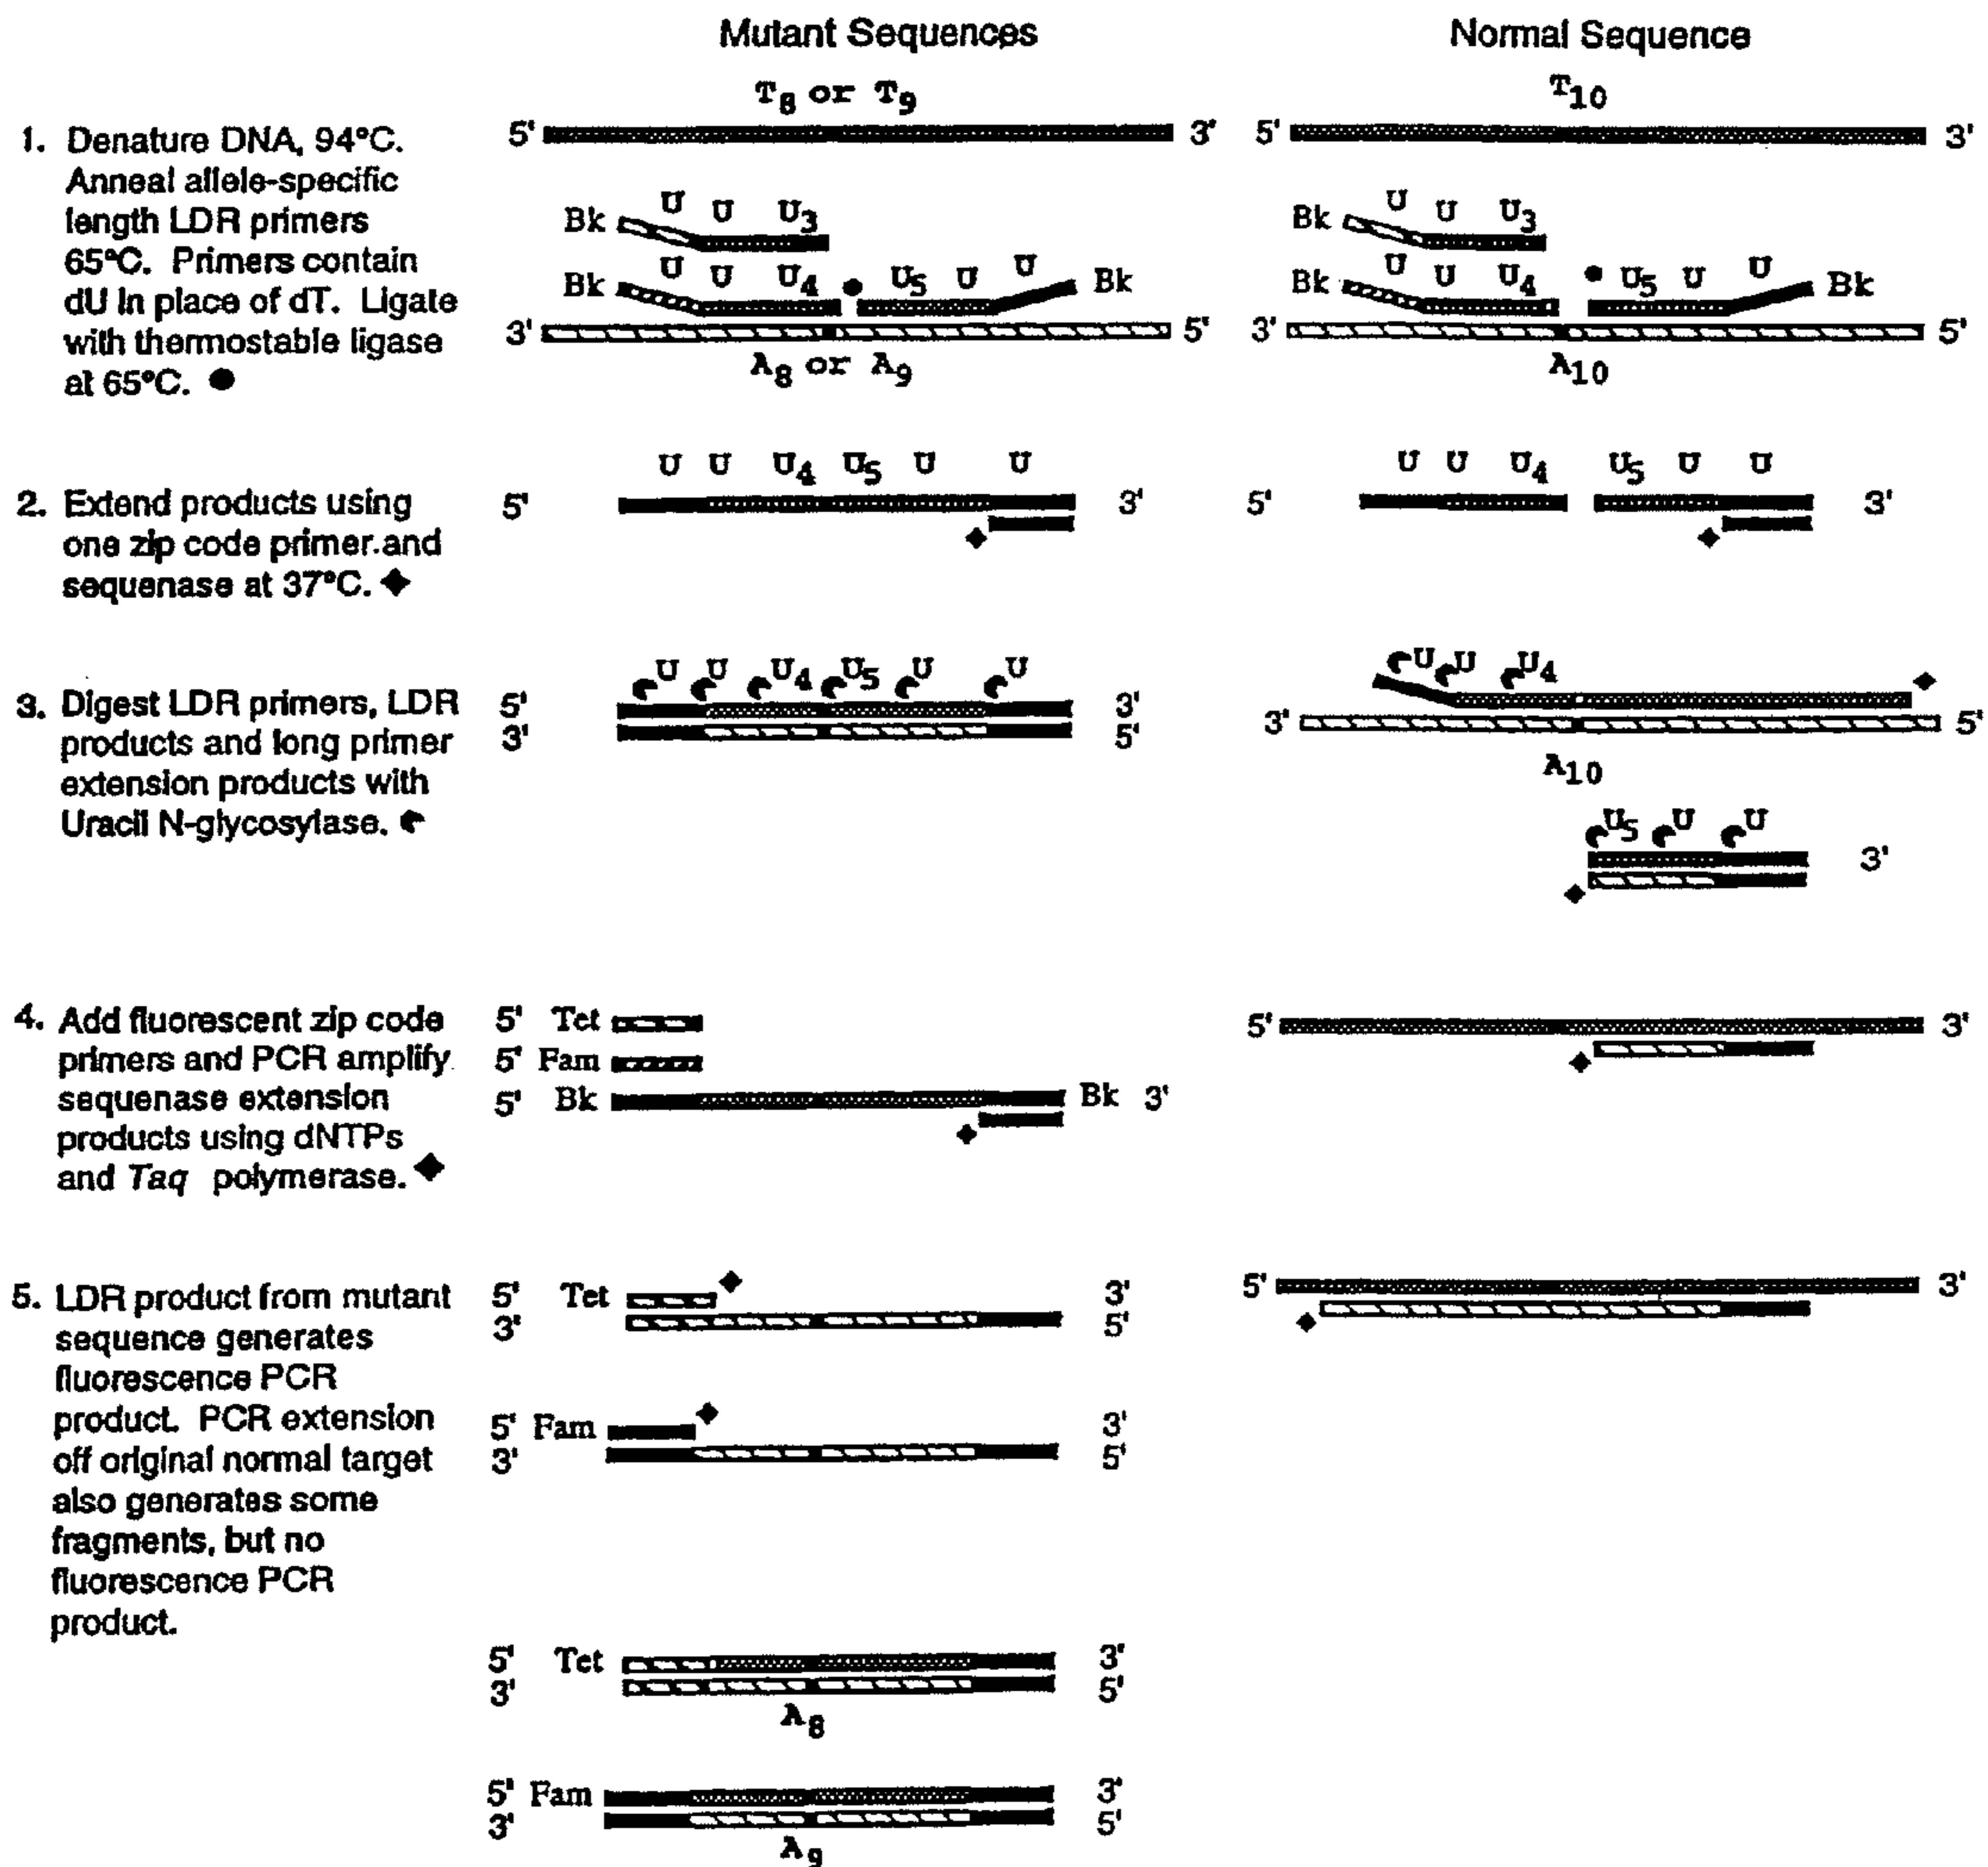 Mutant Sequences
Normal Sequence
T8 or T9
T10
1. Denature DNA, 94°C.
Anneal allele-specific
length LDR primers
65°C. Primers contain
dU in place of dT. Ligate
with thermostable ligase
at 65°C. ●
5' 3' 5' 3'
Bk U U U3
Bk U U U4 ● U5 U U Bk
3' 5'
A8 or A9
Bk U U U3
Bk U U U4 ● U5 U U Bk
3' 5'
A10
2. Extend products using
one zip code primer.and
sequenase at 37°C. ◆
U U U4 U5 U U
5' 3'
U U U4 U5 U U
5' 3'
3. Digest LDR primers, LDR
products and long primer
extension products with
Uracil N-glycosylase.
U U U4 U5 U U
5' 3'
3' 5'
U U U4
3' 5'
A10
U5 U U
3'
4. Add fluorescent zip code
primers and PCR amplify
sequenase extension
products using dNTPs
and Taq polymerase. ◆
5' Tet
5' Fam
5' Bk Bk 3'
5' 3'
5. LDR product from mutant
sequence generates
fluorescence PCR
product. PCR extension
off original normal target
also generates some
fragments, but no
fluorescence PCR
product.
5' Tet 3'
3' 5'
5' 3'
5' Fam 3'
3' 5'
5' Tet 3'
3' 5'
A8
5' Fam 3'
3' 5'
A9